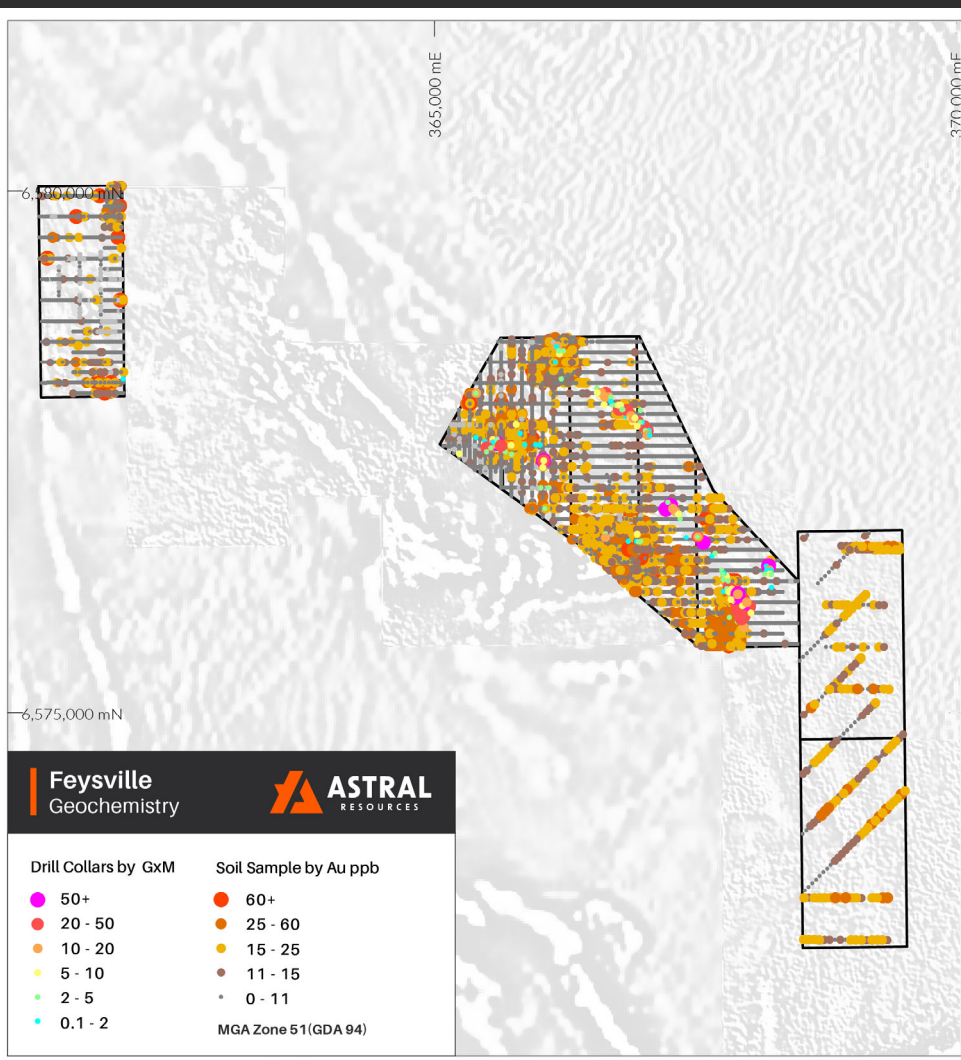 365,000 mE
370,000 mE
6,580,000 mN
6,575,000 mN
Feysville
Geochemistry
ASTRAL
RESOURCES
Drill Collars by GxM
50+
20 - 50
10 - 20
5 - 10
2 - 5
0.1 - 2
Soil Sample by Au ppb
60+
25 - 60
15 - 25
11 - 15
0 - 11
MGA Zone 51(GDA 94)